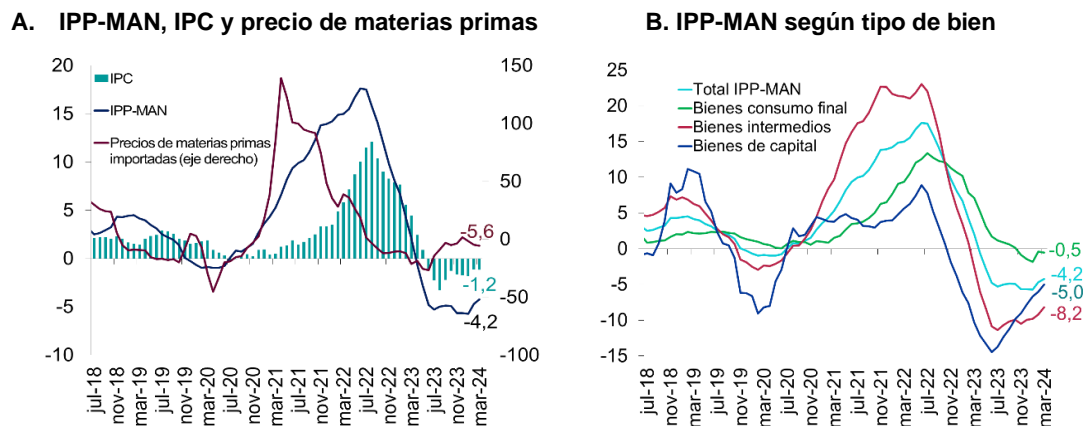 A. IPP-MAN, IPC y precio de materias primas
20
15
10
5
0
-5
-10
150
100
50
0
-50
-100
IPC
IPP-MAN
Precios de materias primas
importadas (eje derecho)
-5,6
-1,2
-4,2
jul-18
nov-18
mar-19
jul-19
nov-19
mar-20
jul-20
nov-20
mar-21
jul-21
nov-21
mar-22
jul-22
nov-22
mar-23
jul-23
nov-23
mar-24
B. IPP-MAN según tipo de bien
25
20
15
10
5
0
-5
-10
-15
Total IPP-MAN
Bienes consumo final
Bienes intermedios
Bienes de capital
-0,5
-4,2
-5,0
-8,2
jul-18
nov-18
mar-19
jul-19
nov-19
mar-20
jul-20
nov-20
mar-21
jul-21
nov-21
mar-22
jul-22
nov-22
mar-23
jul-23
nov-23
mar-24